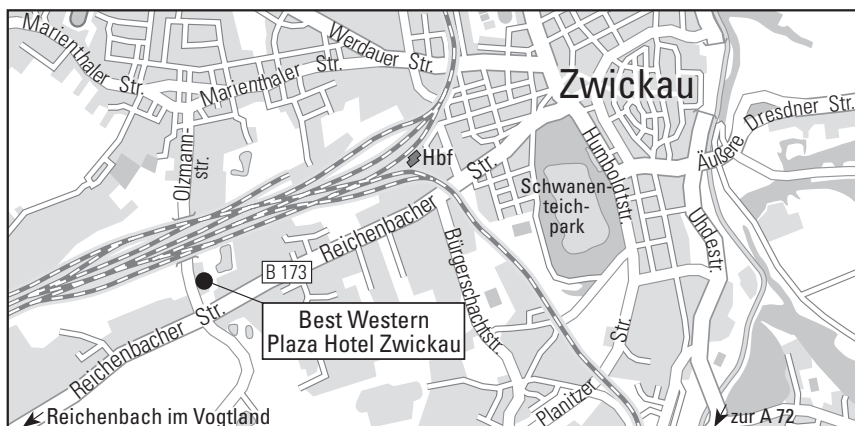 Marienthaler Str.
Werdauer Str.
Marienthaler Str.
Zwickau
Äußere Dresdner Str.
Olzmann-
str.
Hbf
Humboldtstr.
Schwanen-
teich-
park
Uhdestr.
Reichenbacher Str.
Bürgerschachtstr.
B 173
Best Western
Plaza Hotel Zwickau
Reichenbacher Str.
Planitzer Str.
Reichenbach im Vogtland
zur A 72